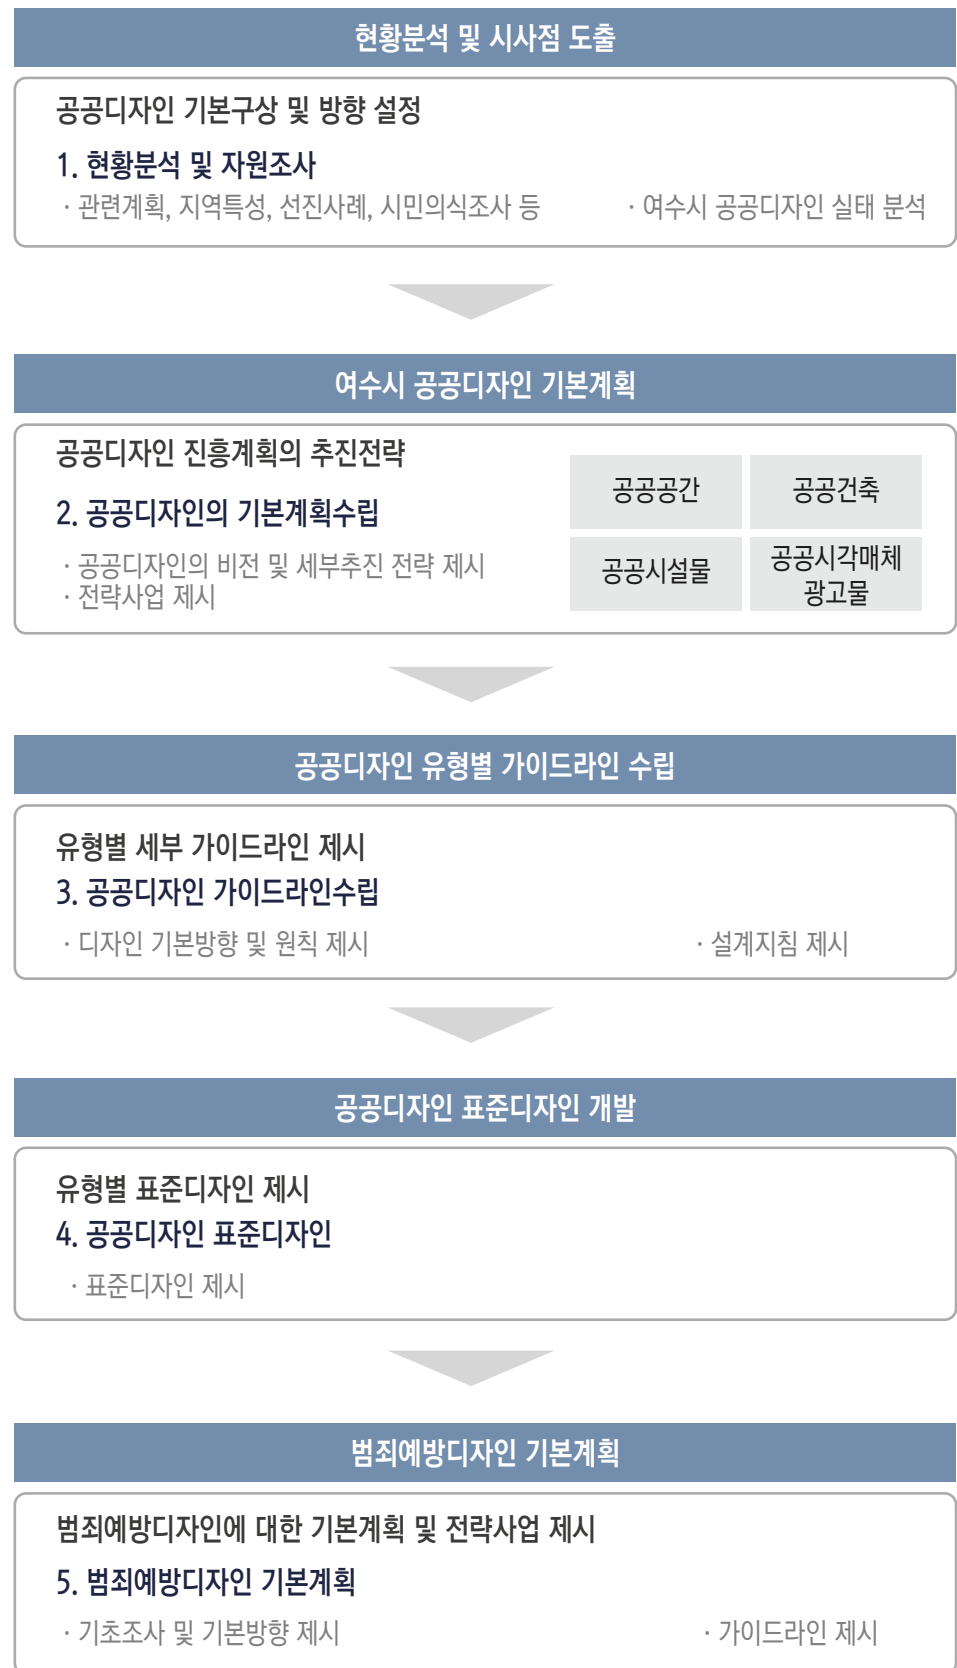 현황분석 및 시사점 도출
공공디자인 기본구상 및 방향 설정
1. 현황분석 및 자원조사
· 관련계획, 지역특성, 선진사례, 시민의식조사 등
· 여수시 공공디자인 실태 분석
여수시 공공디자인 기본계획
공공디자인 진흥계획의 추진전략
2. 공공디자인의 기본계획수립
· 공공디자인의 비전 및 세부추진 전략 제시
· 전략사업 제시
공공공간
공공건축
공공시설물
공공시각매체
광고물
공공디자인 유형별 가이드라인 수립
유형별 세부 가이드라인 제시
3. 공공디자인 가이드라인수립
· 디자인 기본방향 및 원칙 제시
· 설계지침 제시
공공디자인 표준디자인 개발
유형별 표준디자인 제시
4. 공공디자인 표준디자인
· 표준디자인 제시
범죄예방디자인 기본계획
범죄예방디자인에 대한 기본계획 및 전략사업 제시
5. 범죄예방디자인 기본계획
· 기초조사 및 기본방향 제시
· 가이드라인 제시